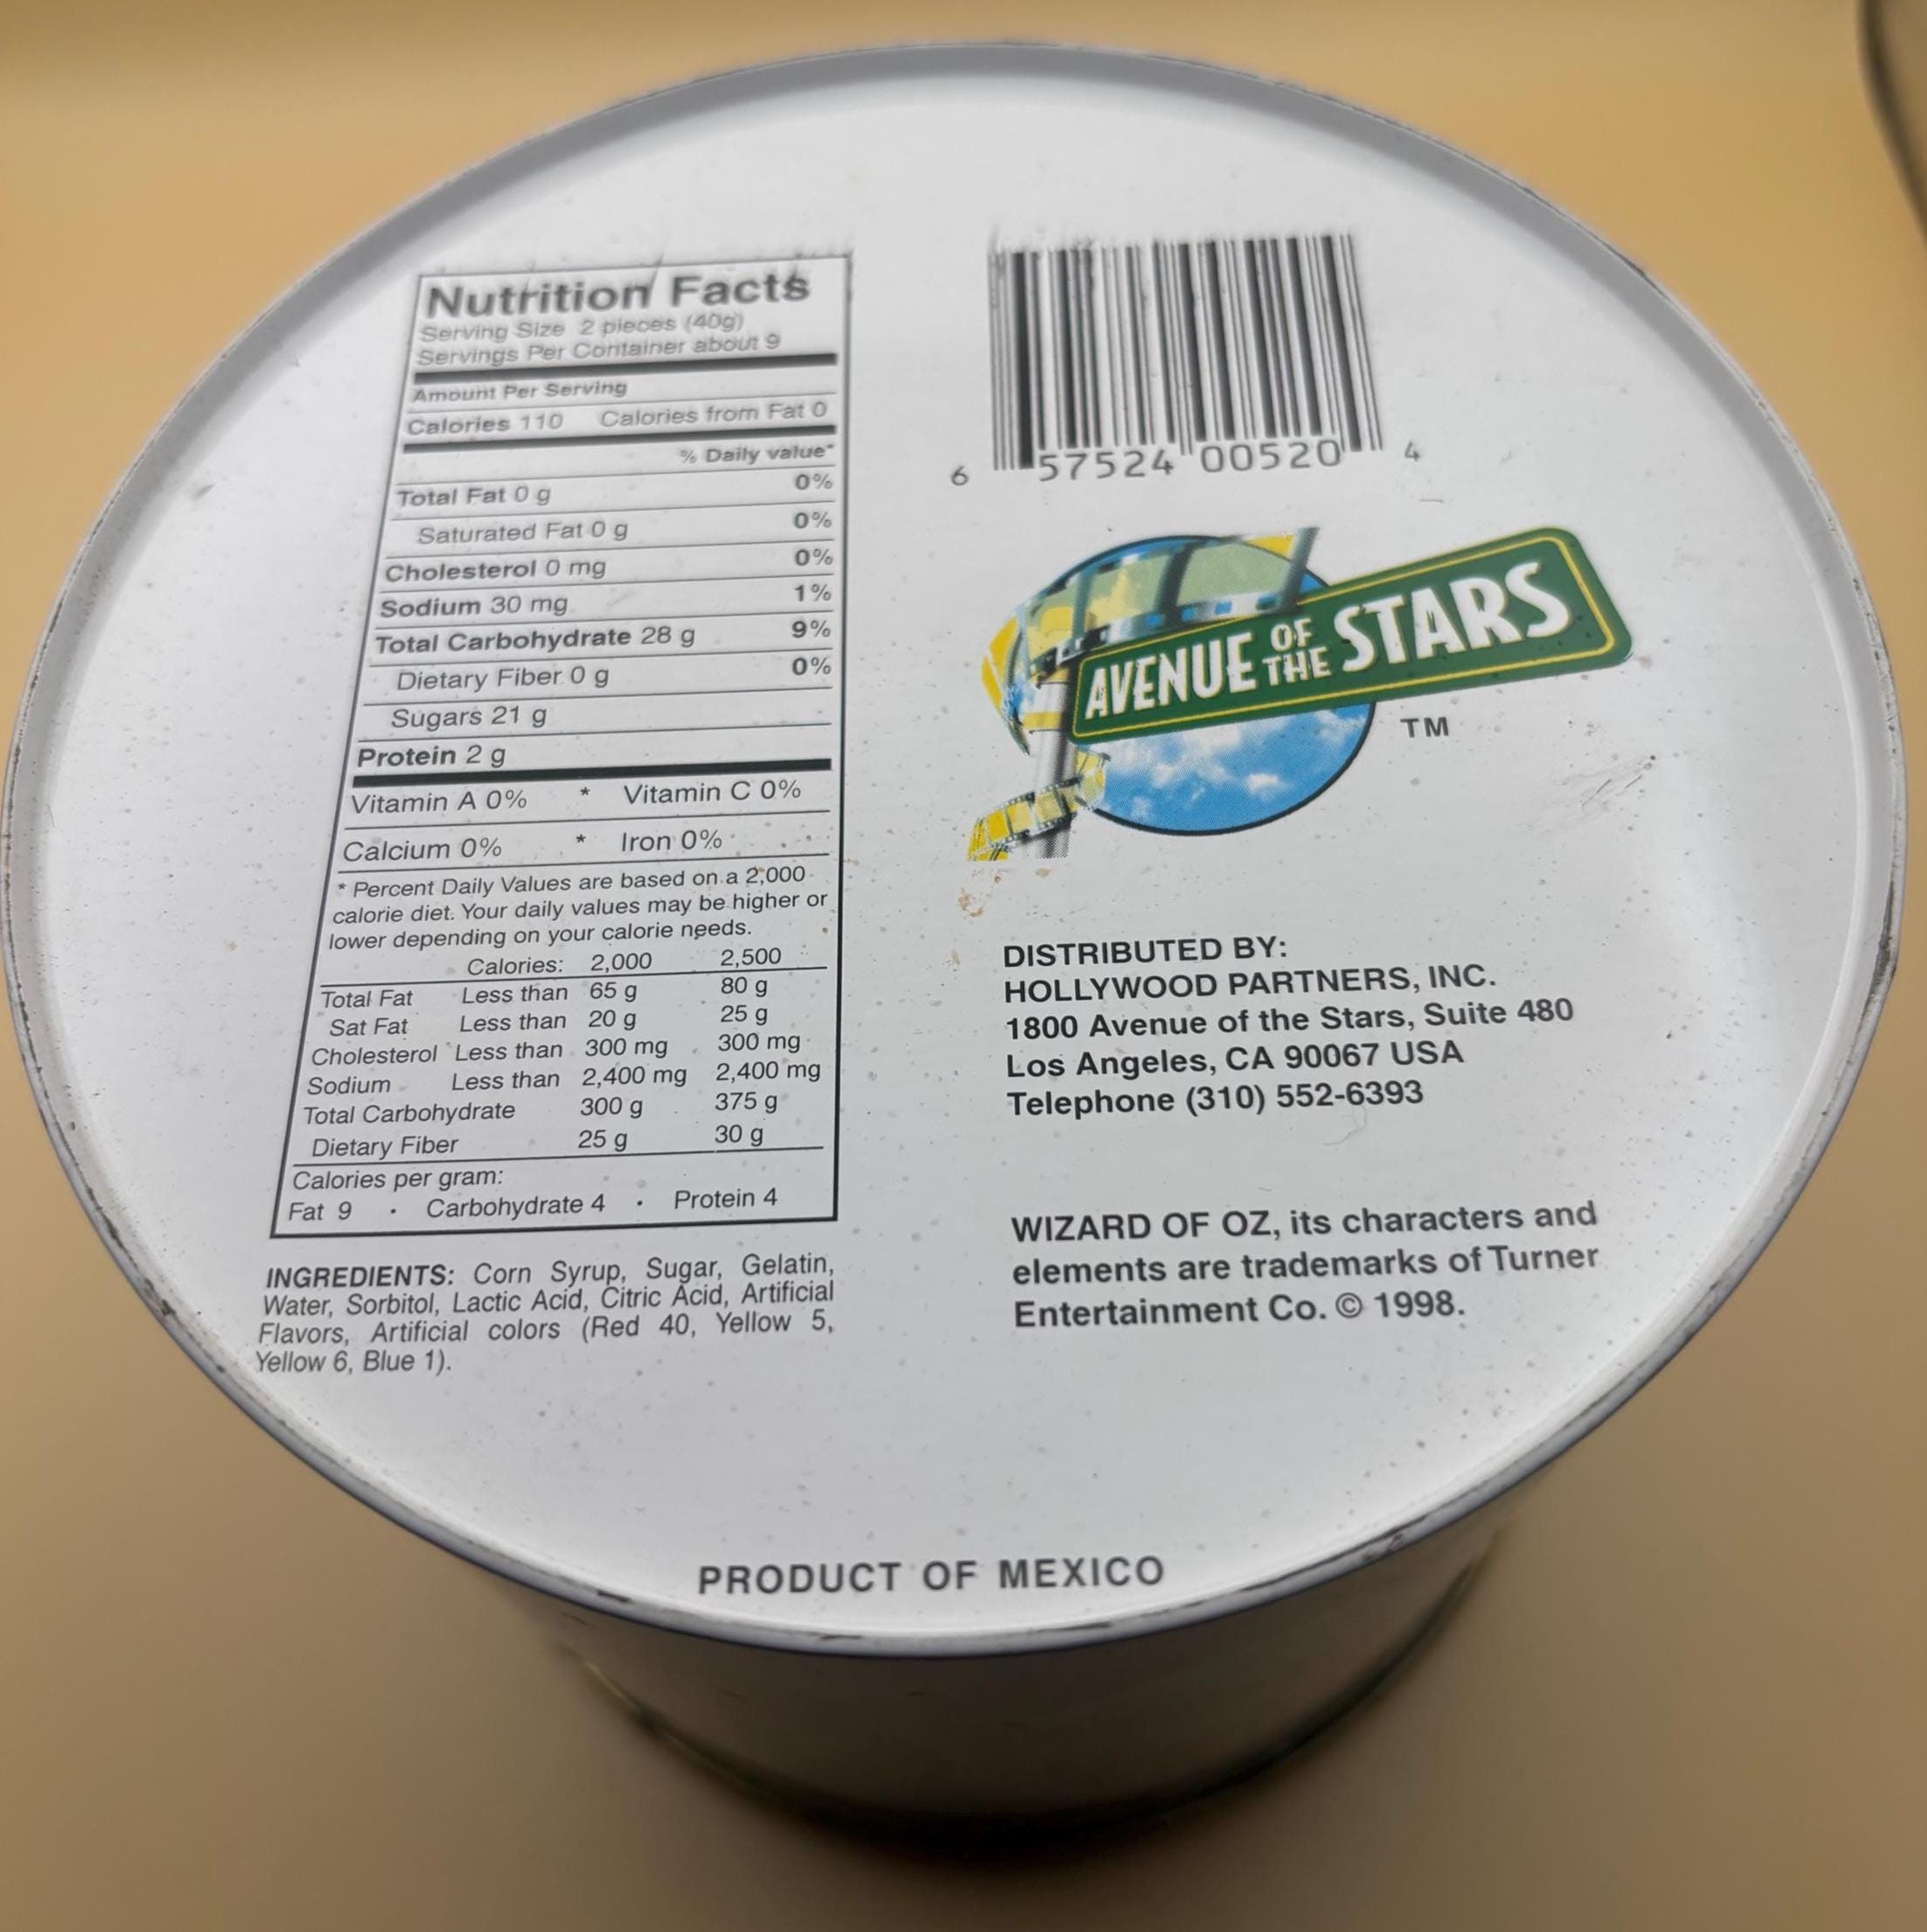 Nutrition Facts
Serving Size 2 pieces (40g)
Servings Per Container about 9
Amount Per Serving
Calories 110 Calories from Fat 0
% Daily value*
Total Fat 0 g 0%
Saturated Fat 0 g 0%
Cholesterol 0 mg 0%
Sodium 30 mg 1%
Total Carbohydrate 28 g 9%
Dietary Fiber 0 g 0%
Sugars 21 g
Protein 2 g
Vitamin A 0% * Vitamin C 0%
Calcium 0% * Iron 0%
* Percent Daily Values are based on a 2,000
calorie diet. Your daily values may be higher or
lower depending on your calorie needs.
Calories: 2,000 2,500
Total Fat Less than 65 g 80 g
Sat Fat Less than 20 g 25 g
Cholesterol Less than 300 mg 300 mg
Sodium Less than 2,400 mg 2,400 mg
Total Carbohydrate 300 g 375 g
Dietary Fiber 25 g 30 g
Calories per gram:
Fat 9 · Carbohydrate 4 · Protein 4
INGREDIENTS: Corn Syrup, Sugar, Gelatin,
Water, Sorbitol, Lactic Acid, Citric Acid, Artificial
Flavors, Artificial colors (Red 40, Yellow 5,
Yellow 6, Blue 1).
6 57524 00520 4
AVENUE OF THE STARS
TM
DISTRIBUTED BY:
HOLLYWOOD PARTNERS, INC.
1800 Avenue of the Stars, Suite 480
Los Angeles, CA 90067 USA
Telephone (310) 552-6393
WIZARD OF OZ, its characters and
elements are trademarks of Turner
Entertainment Co. © 1998.
PRODUCT OF MEXICO